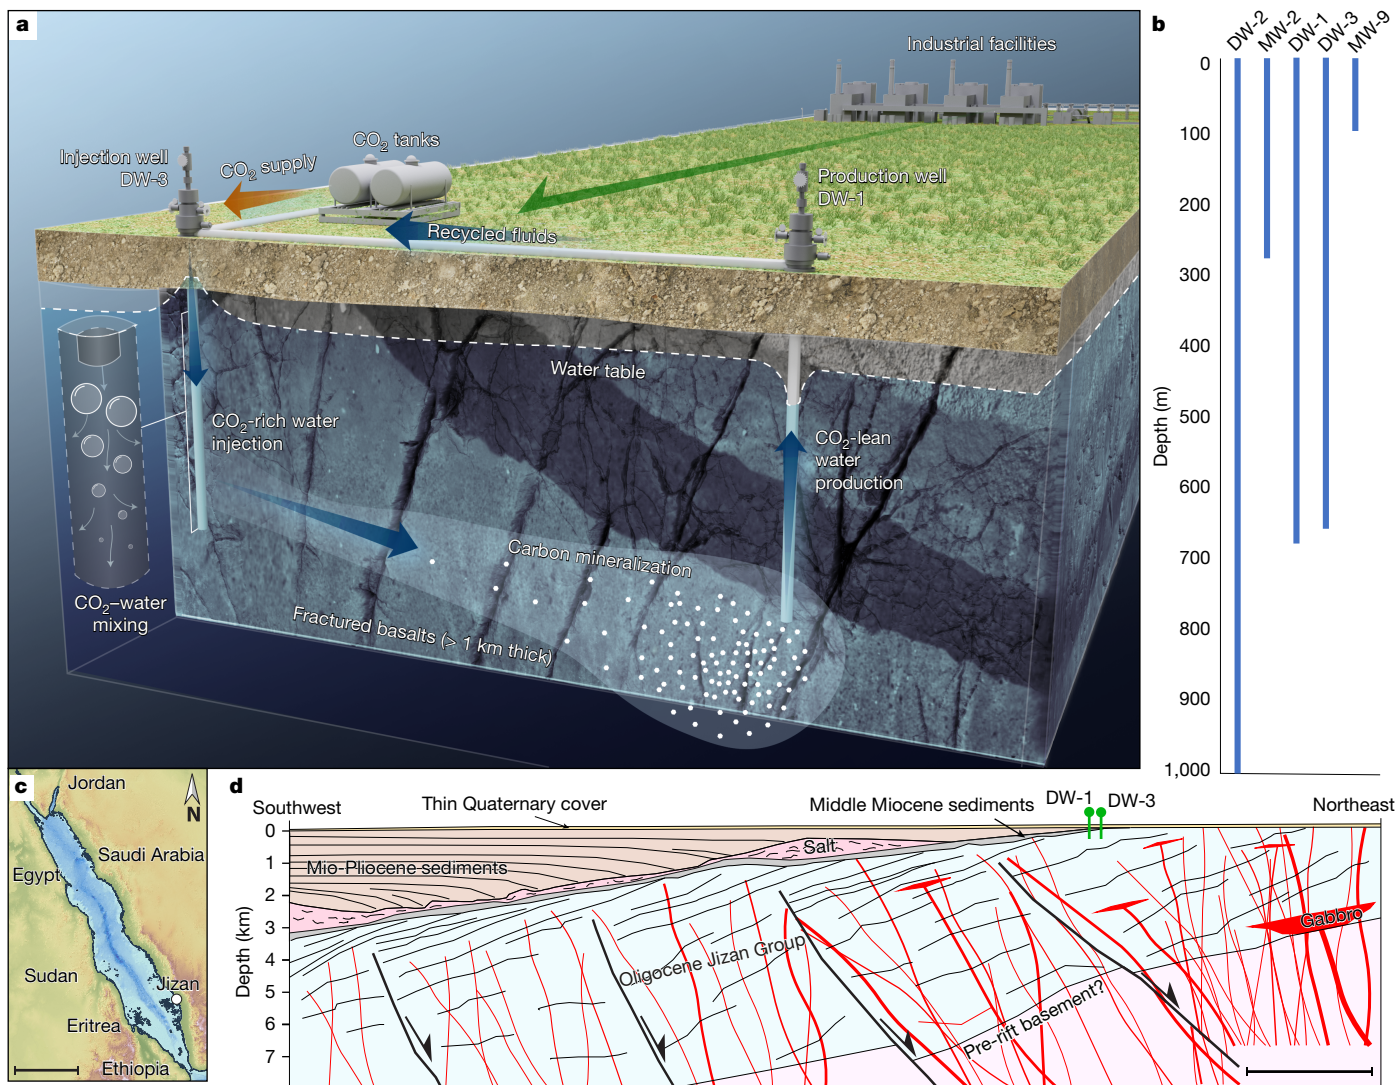 a
Industrial facilities
CO2 tanks
Injection well
DW-3
CO2 supply
Production well
DW-1
Recycled fluids
Water table
CO2-rich water
injection
CO2-lean
water
production
Carbon mineralization
CO2–water
mixing
Fractured basalts (> 1 km thick)
b
DW-2
MW-2
DW-1
DW-3
MW-9
0
100
200
300
400
500
600
700
800
900
1,000
Depth (m)
c
Jordan
N
Saudi Arabia
Egypt
Sudan
Jizan
Eritrea
Ethiopia
d
Southwest
Thin Quaternary cover
Middle Miocene sediments
DW-1
DW-3
Northeast
0
1
2
3
4
5
6
7
Depth (km)
Mio-Pliocene sediments
Salt
Gabbro
Oligocene Jizan Group
Pre-rift basement?